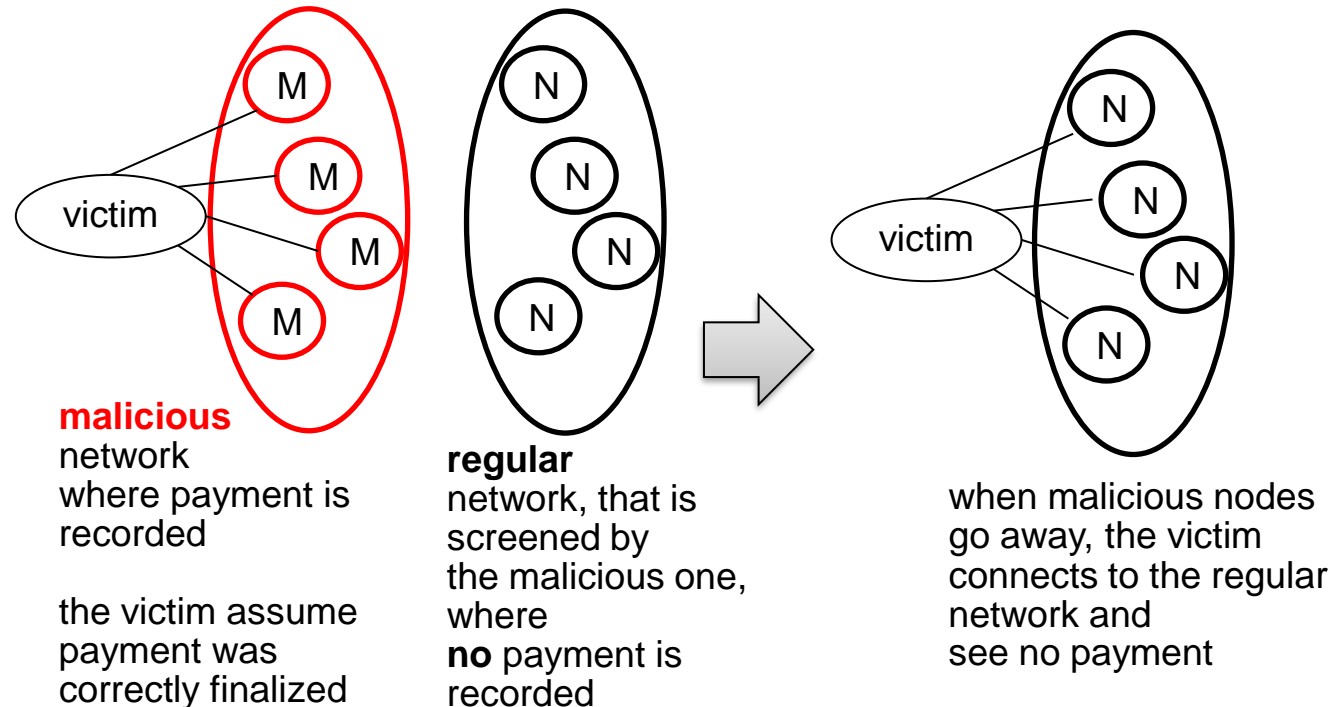 M
M
victim
M
M
N
N
N
N
N
N
victim
N
N
malicious
network
where payment is
recorded
the victim assume
payment was
correctly finalized
regular
network, that is
screened by
the malicious one,
where
no payment is
recorded
when malicious nodes
go away, the victim
connects to the regular
network and
see no payment